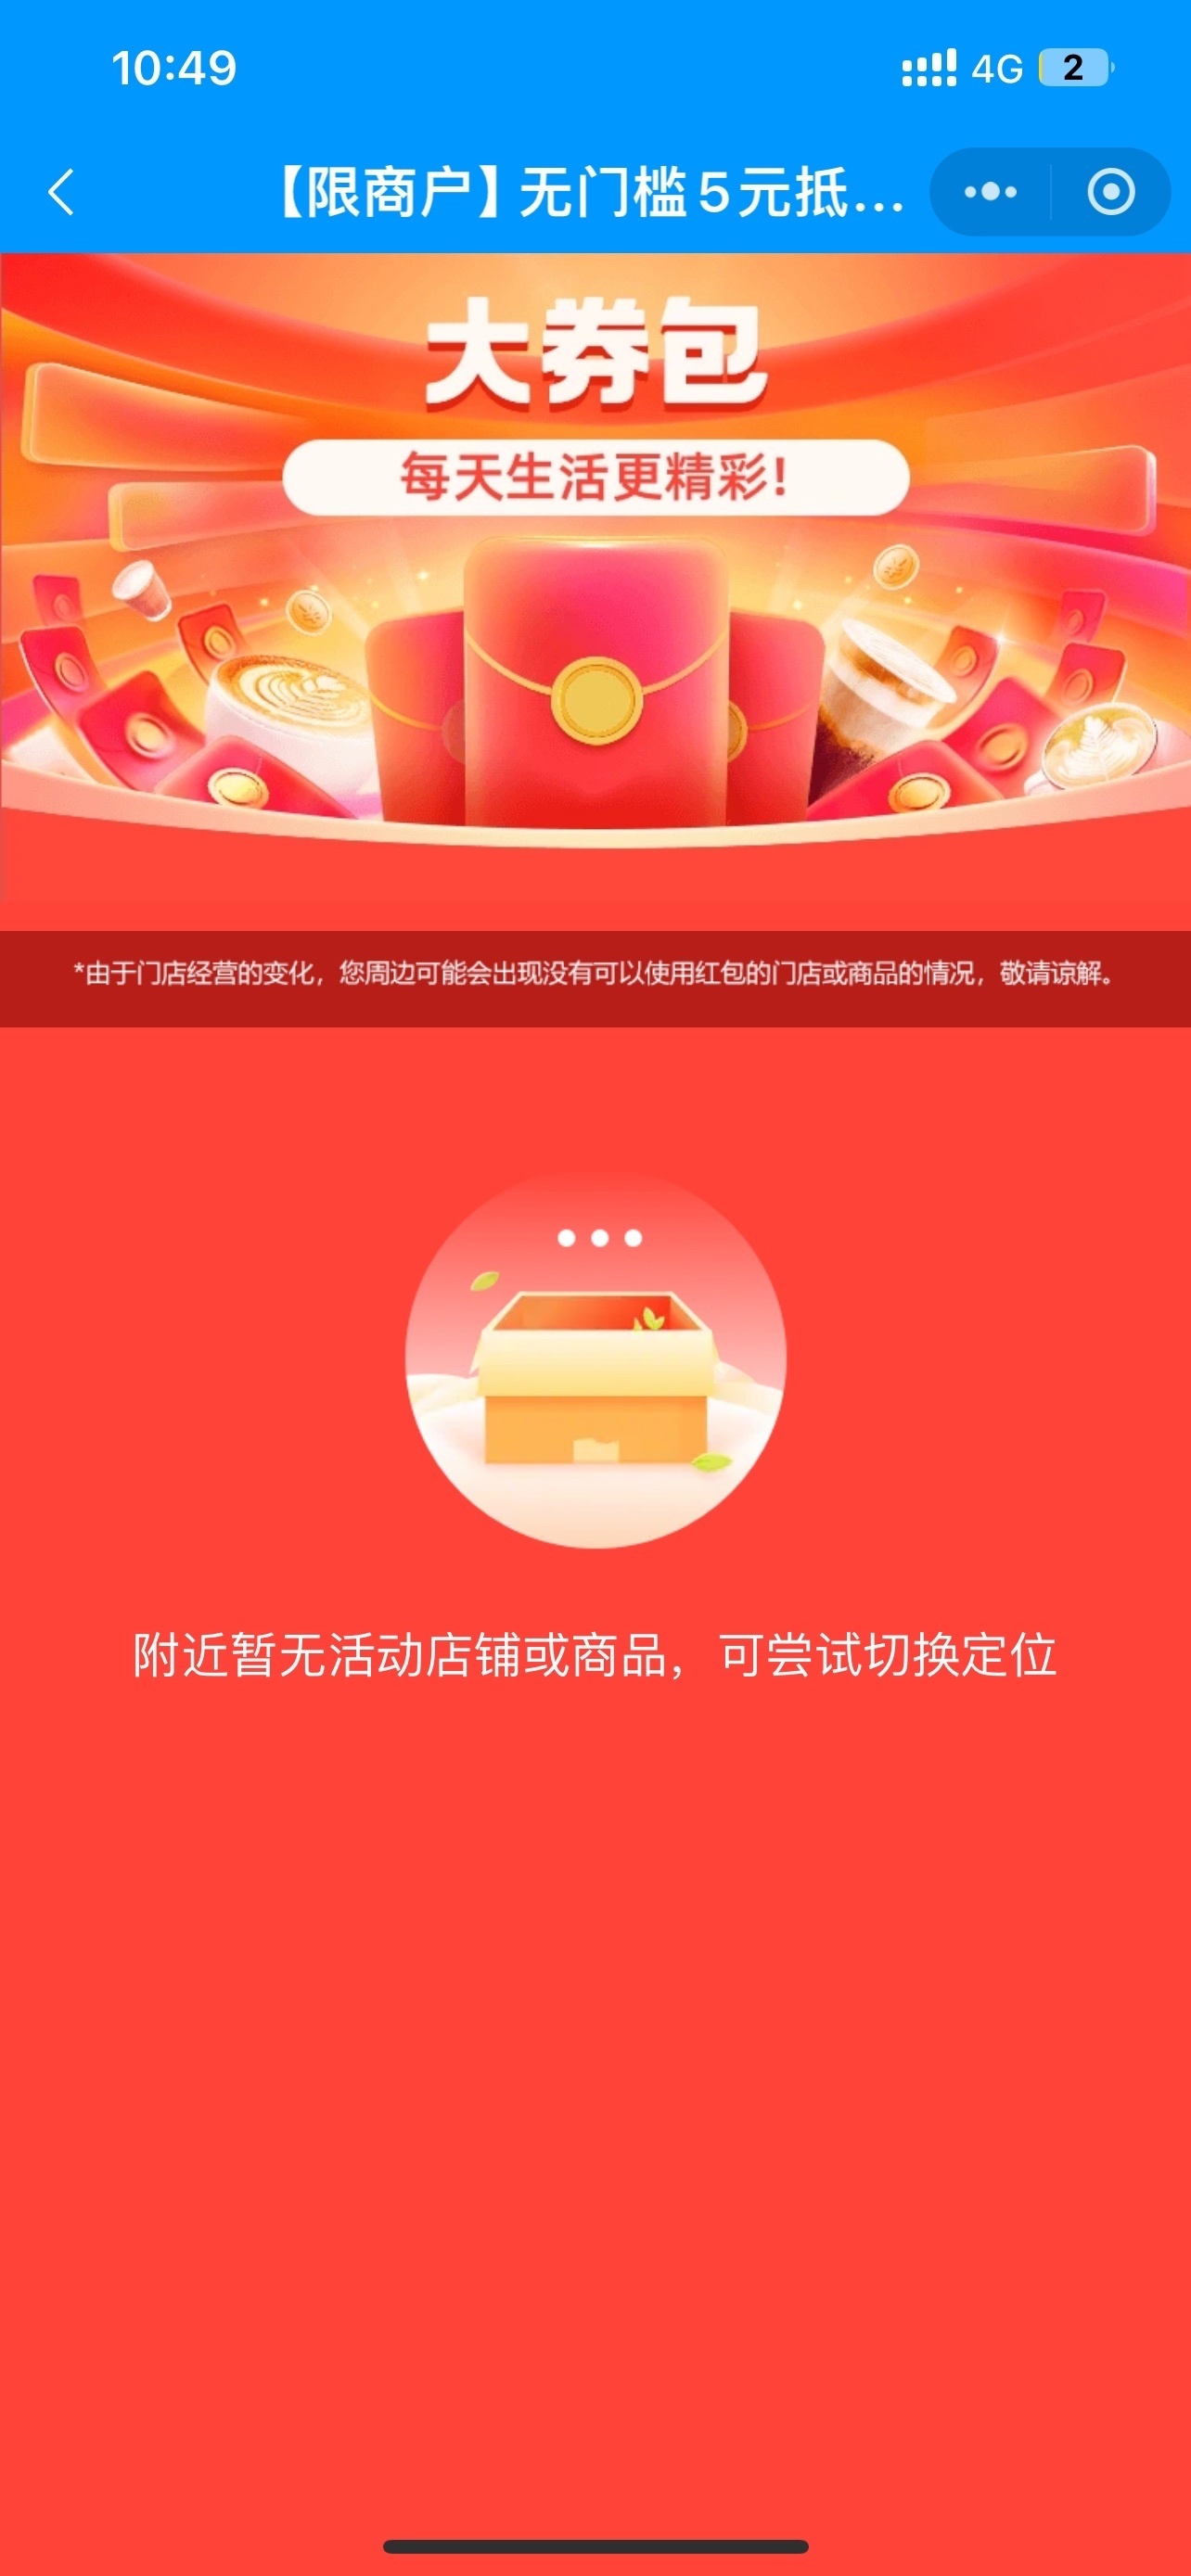 10:49
4G 2
【限商户】无门槛5元抵...
大券包
每天生活更精彩!
*由于门店经营的变化，您周边可能会出现没有可以使用红包的门店或商品的情况，敬请谅解。
附近暂无活动店铺或商品，可尝试切换定位